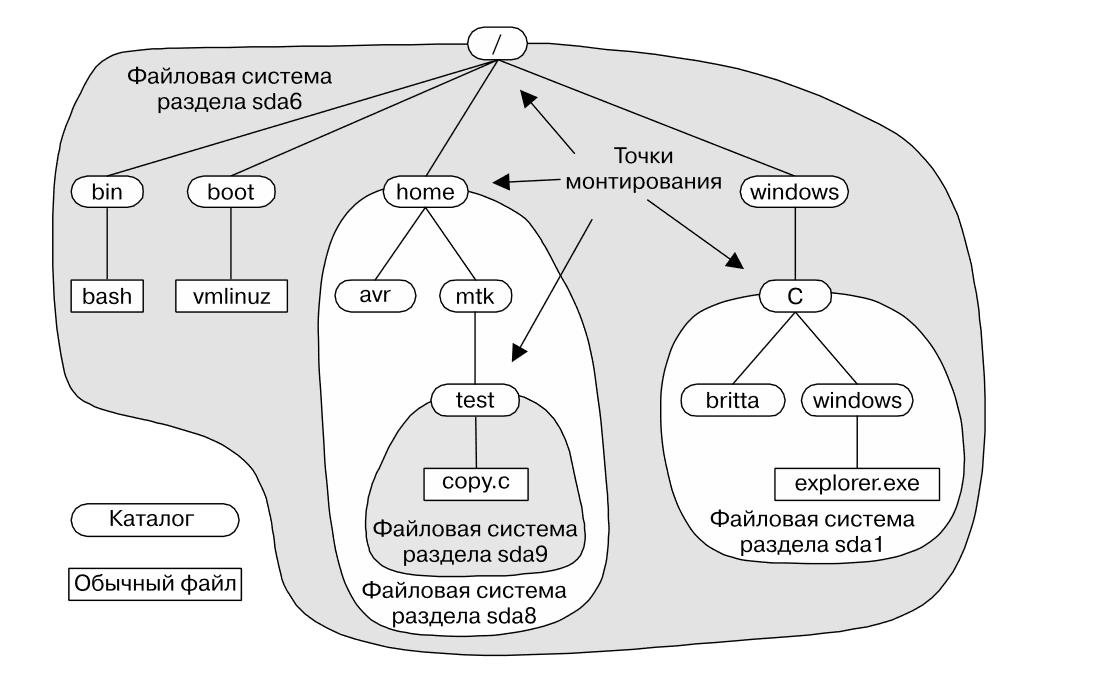 /
Файловая система
раздела sda6
Точки
монтирования
bin
boot
home
windows
bash
vmlinuz
avr
mtk
C
test
britta
windows
copy.c
explorer.exe
Каталог
Файловая система
раздела sda9
Файловая система
раздела sda1
Обычный файл
Файловая система
раздела sda8